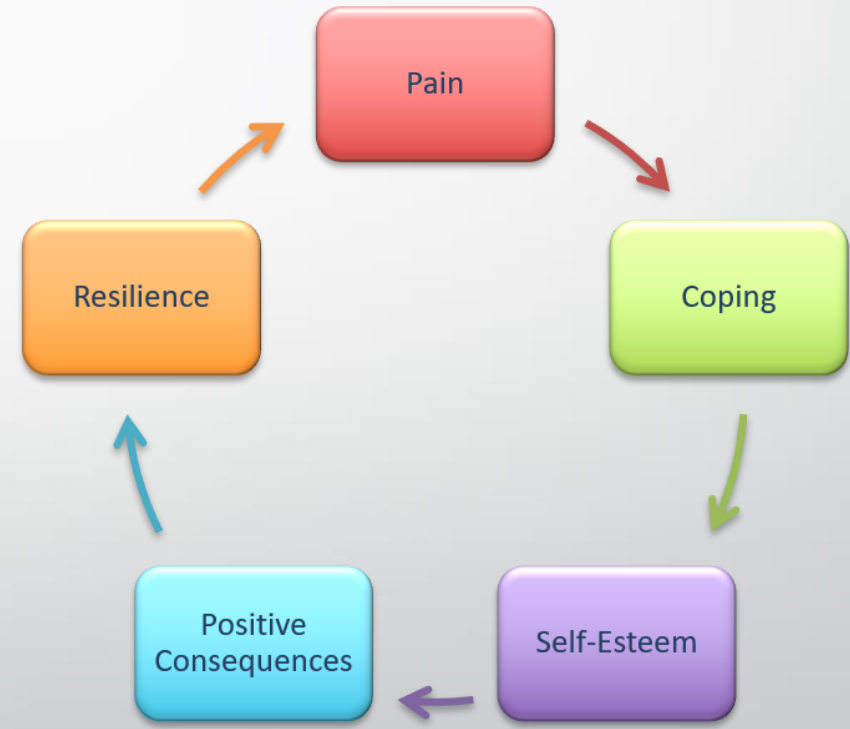 Pain
Coping
Self-Esteem
Positive
Consequences
Resilience